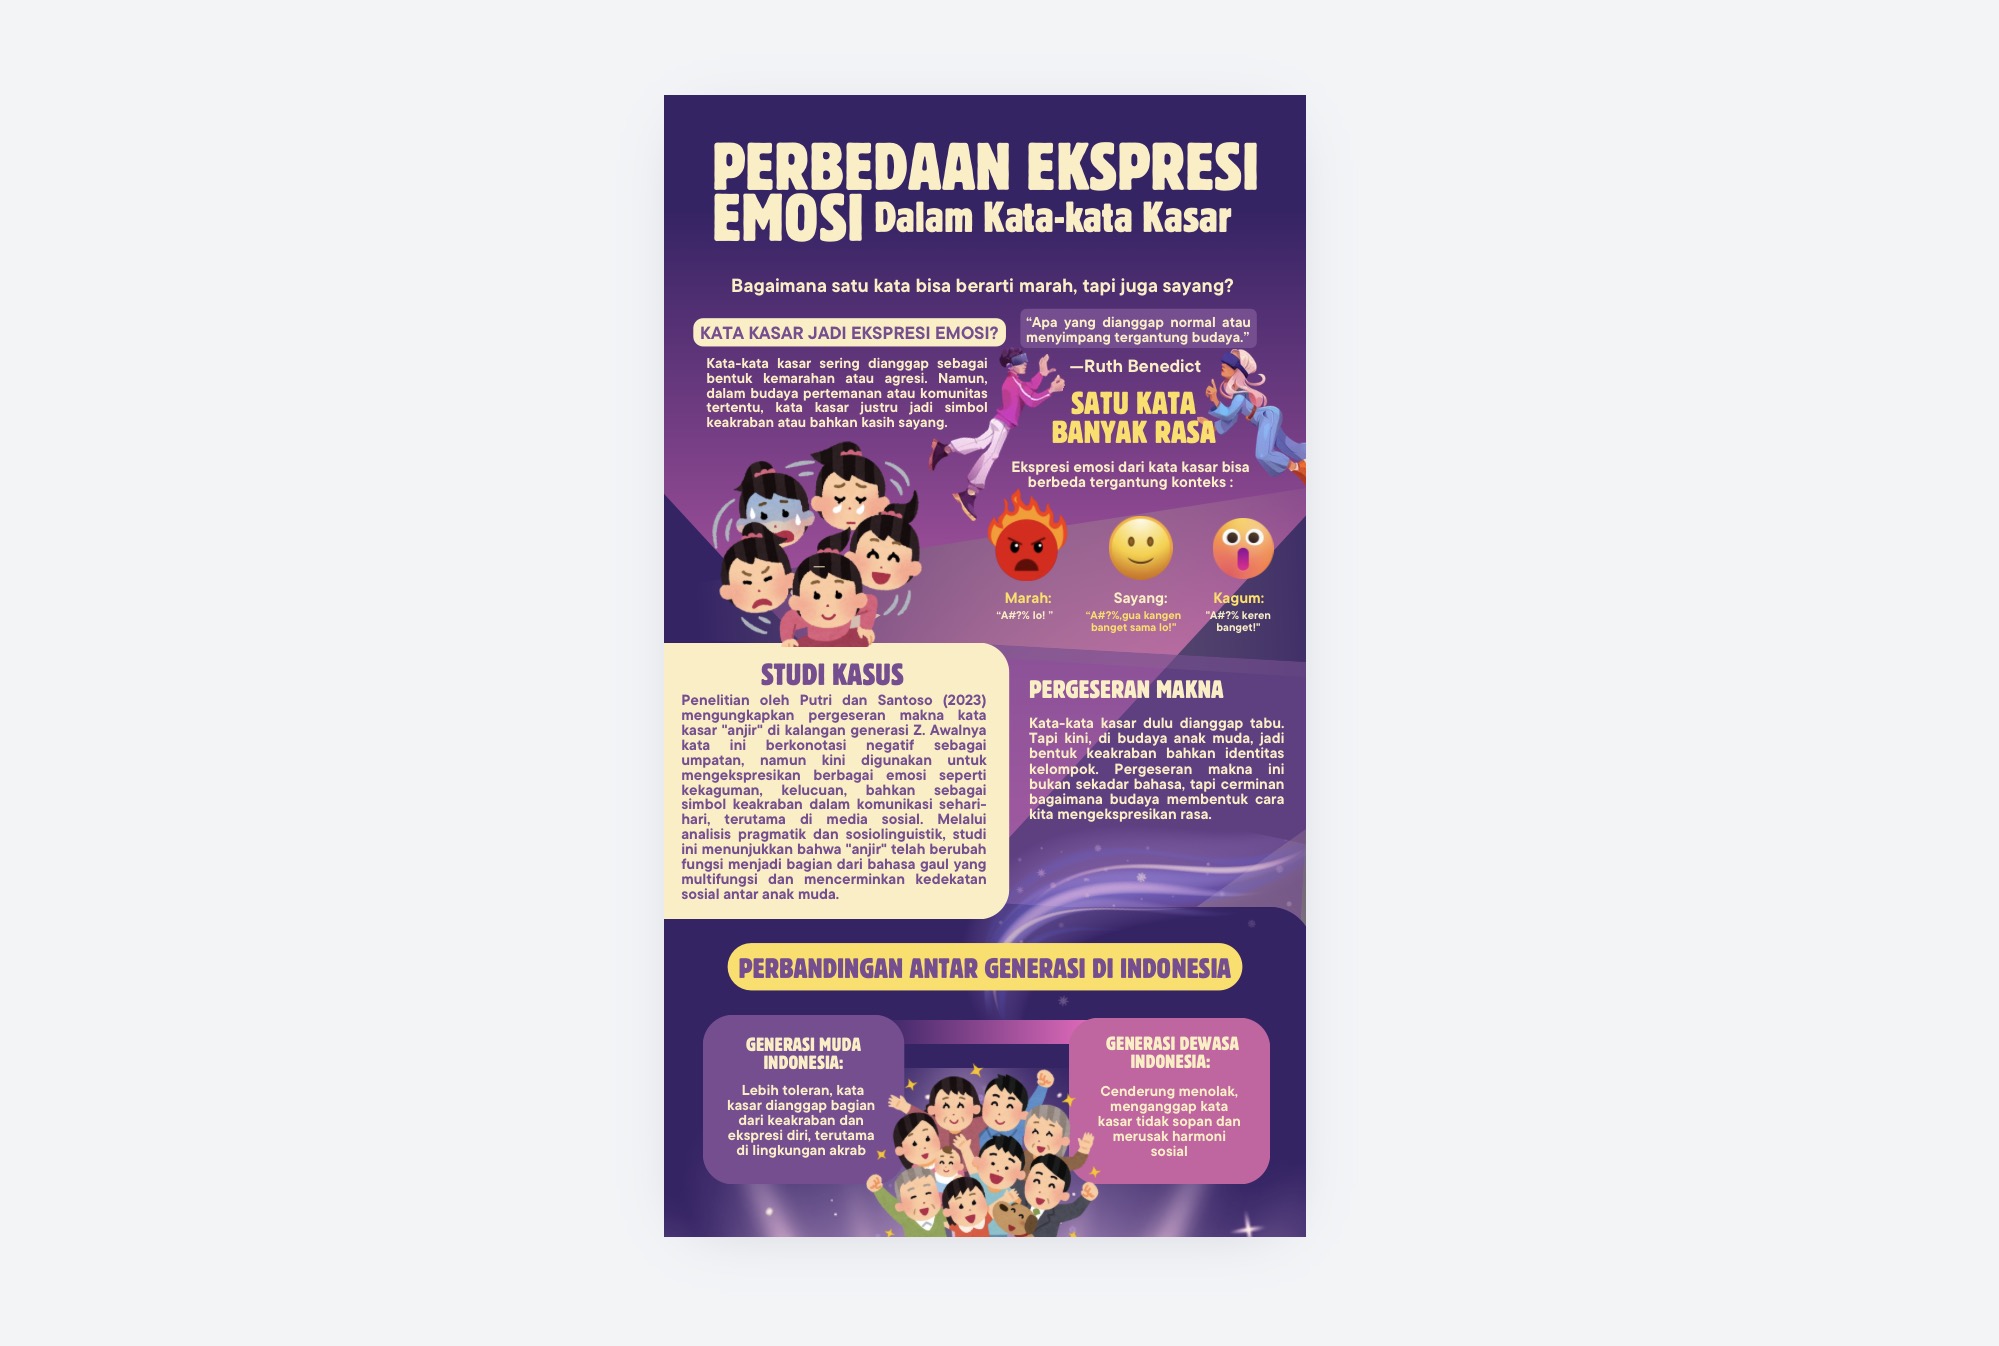 PERBEDAAN EKSPRESI
EMOSI Dalam Kata-kata Kasar
Bagaimana satu kata bisa berarti marah, tapi juga sayang?
KATA KASAR JADI EKSPRESI EMOSI?
Kata-kata kasar sering dianggap sebagai
bentuk kemarahan atau agresi. Namun,
dalam budaya pertemanan atau komunitas
tertentu, kata kasar justru jadi simbol
keakraban atau bahkan kasih sayang.
“Apa yang dianggap normal atau
menyimpang tergantung budaya.”
—Ruth Benedict
SATU KATA
BANYAK RASA
Ekspresi emosi dari kata kasar bisa
berbeda tergantung konteks :
Marah:
“A#?% lo! ”
Sayang:
“A#?%,gua kangen
banget sama lo!"
Kagum:
"A#?% keren
banget!"
STUDI KASUS
Penelitian oleh Putri dan Santoso (2023)
mengungkapkan pergeseran makna kata
kasar "anjir" di kalangan generasi Z. Awalnya
kata ini berkonotasi negatif sebagai
umpatan, namun kini digunakan untuk
mengekspresikan berbagai emosi seperti
kekaguman, kelucuan, bahkan sebagai
simbol keakraban dalam komunikasi sehari-
hari, terutama di media sosial. Melalui
analisis pragmatik dan sosiolinguistik, studi
ini menunjukkan bahwa "anjir" telah berubah
fungsi menjadi bagian dari bahasa gaul yang
multifungsi dan mencerminkan kedekatan
sosial antar anak muda.
PERGESERAN MAKNA
Kata-kata kasar dulu dianggap tabu.
Tapi kini, di budaya anak muda, jadi
bentuk keakraban bahkan identitas
kelompok. Pergeseran makna ini
bukan sekadar bahasa, tapi cerminan
bagaimana budaya membentuk cara
kita mengekspresikan rasa.
PERBANDINGAN ANTAR GENERASI DI INDONESIA
GENERASI MUDA
INDONESIA:
Lebih toleran, kata
kasar dianggap bagian
dari keakraban dan
ekspresi diri, terutama
di lingkungan akrab
GENERASI DEWASA
INDONESIA:
Cenderung menolak,
menganggap kata
kasar tidak sopan dan
merusak harmoni
sosial